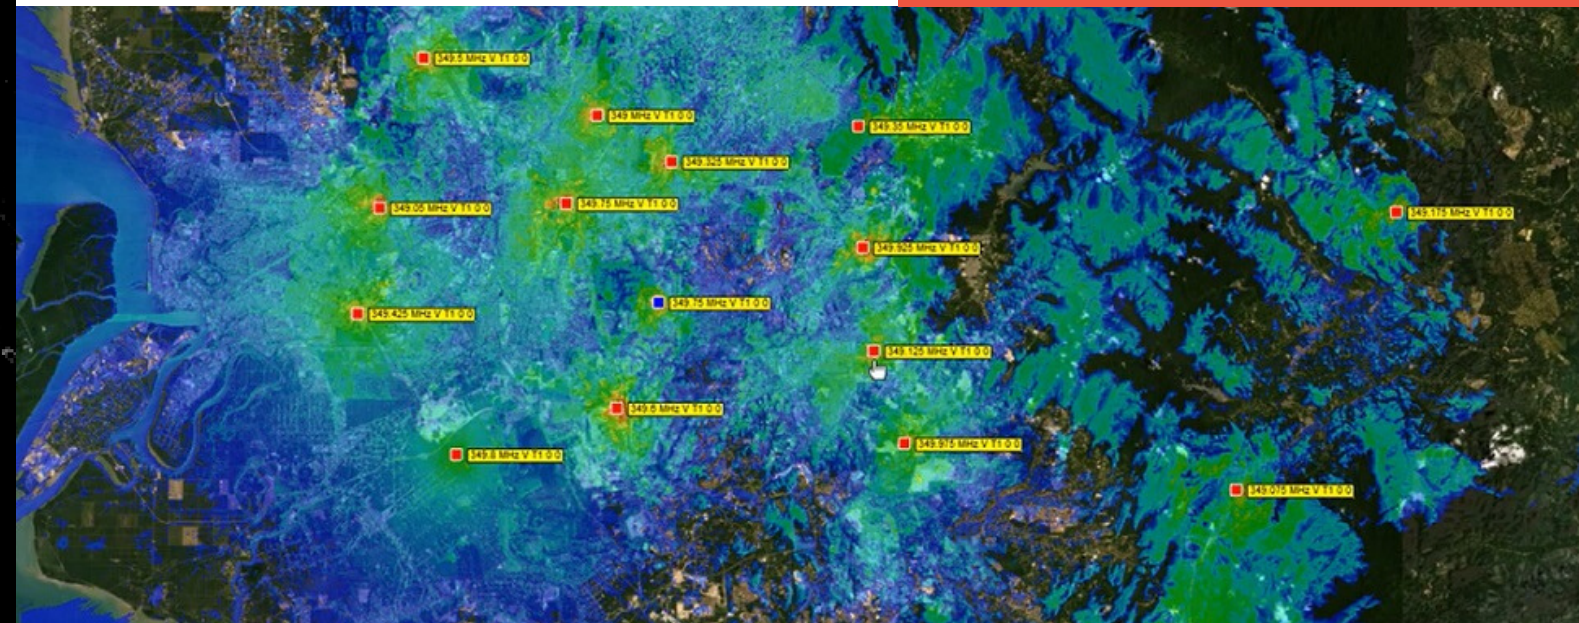 349.5 MHz V T1 0 0
349 MHz V T1 0 0
349.35 MHz V T1 0 0
349.325 MHz V T1 0 0
349.05 MHz V T1 0 0
349.75 MHz V T1 0 0
349.175 MHz V T1 0 0
349.925 MHz V T1 0 0
349.75 MHz V T1 0 0
349.425 MHz V T1 0 0
349.125 MHz V T1 0 0
349.6 MHz V T1 0 0
349.975 MHz V T1 0 0
349.8 MHz V T1 0 0
349.075 MHz V T1 0 0